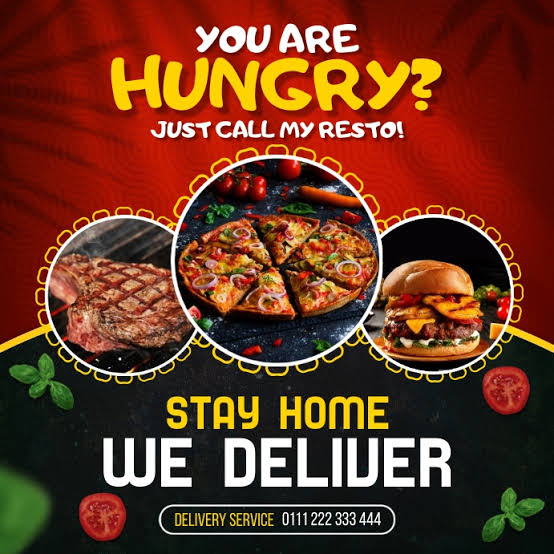 YOU ARE
HUNGRY?
JUST CALL MY RESTO!
STAY HOME
WE DELIVER
DELIVERY SERVICE 0111 222 333 444